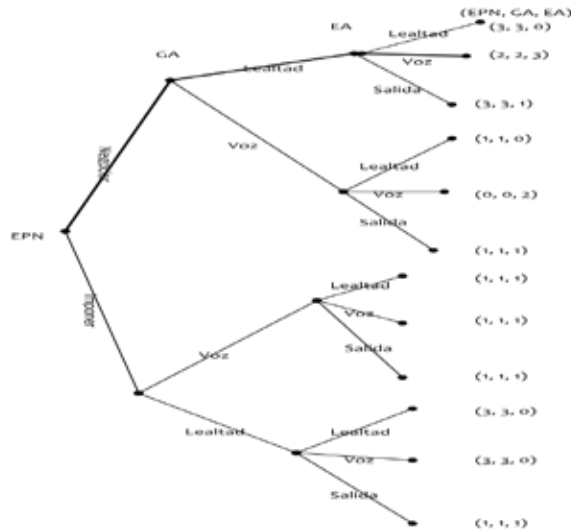 (EPN, GA, EA)
EA
Lealtad
(3, 3, 0)
GA
Voz
(2, 2, 3)
Lealtad
Salida
(3, 3, 1)
Negociar
Voz
Lealtad
(1, 1, 0)
Voz
(0, 0, 2)
Salida
EPN
(1, 1, 1)
Lealtad
(1, 1, 1)
Imponer
Voz
(1, 1, 1)
Voz
Salida
(1, 1, 1)
Lealtad
Lealtad
(3, 3, 0)
Voz
(3, 3, 0)
Salida
(1, 1, 1)